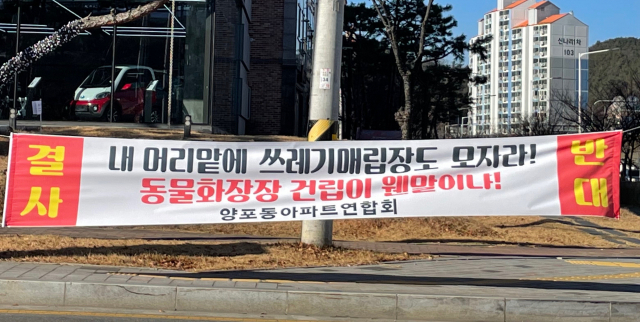 결사
내 머리맡에 쓰레기매립장도 모자라!
동물화장장 건립이 웬말이냐!
양포동아파트연합회
반대
103